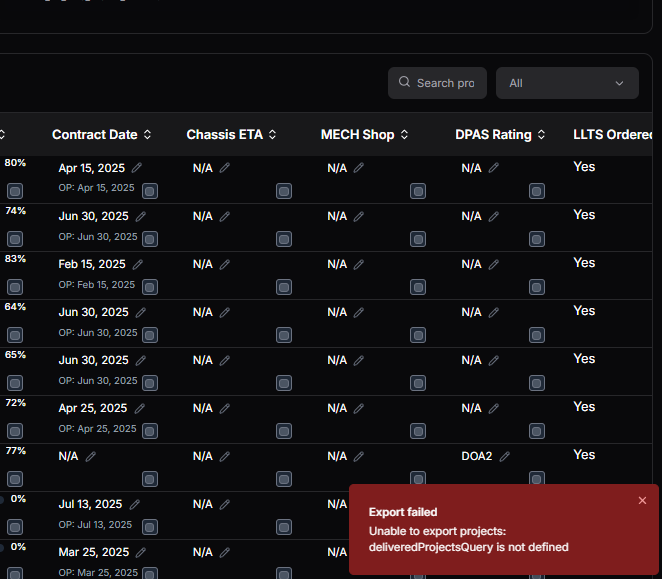 Search pro
All
Contract Date Chassis ETA MECH Shop DPAS Rating LLTS Ordered
80% Apr 15, 2025 N/A N/A N/A Yes
OP: Apr 15, 2025
74% Jun 30, 2025 N/A N/A N/A Yes
OP: Jun 30, 2025
83% Feb 15, 2025 N/A N/A N/A Yes
OP: Feb 15, 2025
64% Jun 30, 2025 N/A N/A N/A Yes
OP: Jun 30, 2025
65% Jun 30, 2025 N/A N/A N/A Yes
OP: Jun 30, 2025
72% Apr 25, 2025 N/A N/A N/A Yes
OP: Apr 25, 2025
77% N/A N/A N/A DOA2 Yes
0% Jul 13, 2025 N/A N/A
OP: Jul 13, 2025
0% Mar 25, 2025 N/A N/A
OP: Mar 25, 2025
Export failed
Unable to export projects:
deliveredProjectsQuery is not defined